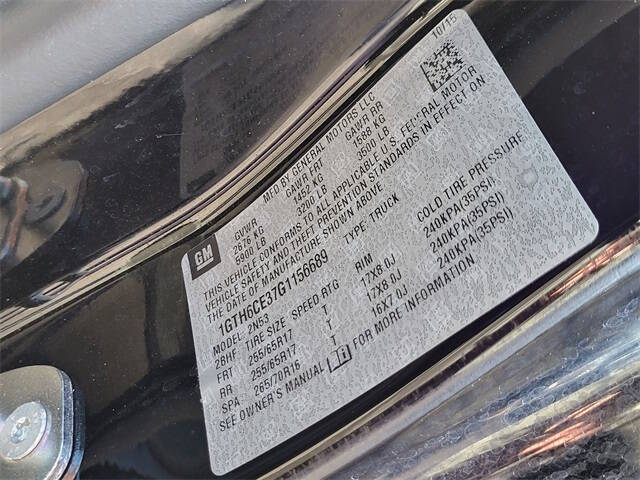 10/15
MFD BY GENERAL MOTORS LLC
GVWR GAWR FRT GAWR RR
2676 KG 1452 KG 1588 KG
5900 LB 3200 LB 3500 LB
THIS VEHICLE CONFORMS TO ALL APPLICABLE U.S. FEDERAL MOTOR
VEHICLE SAFETY AND THEFT PREVENTION STANDARDS IN EFFECT ON
THE DATE OF MANUFACTURE SHOWN ABOVE.
GM
1GTH6CE37G1156689 TYPE: TRUCK
MODEL: 2N53
26HF TIRE SIZE SPEED RTG RIM COLD TIRE PRESSURE
FRT 255/65R17 T 17X8.0J 240KPA(35PSI)
RR 255/65R17 T 17X8.0J 240KPA(35PSI)
SPA 265/70R16 T 16X7.0J 240KPA(35PSI)
SEE OWNER'S MANUAL FOR MORE INFORMATION.